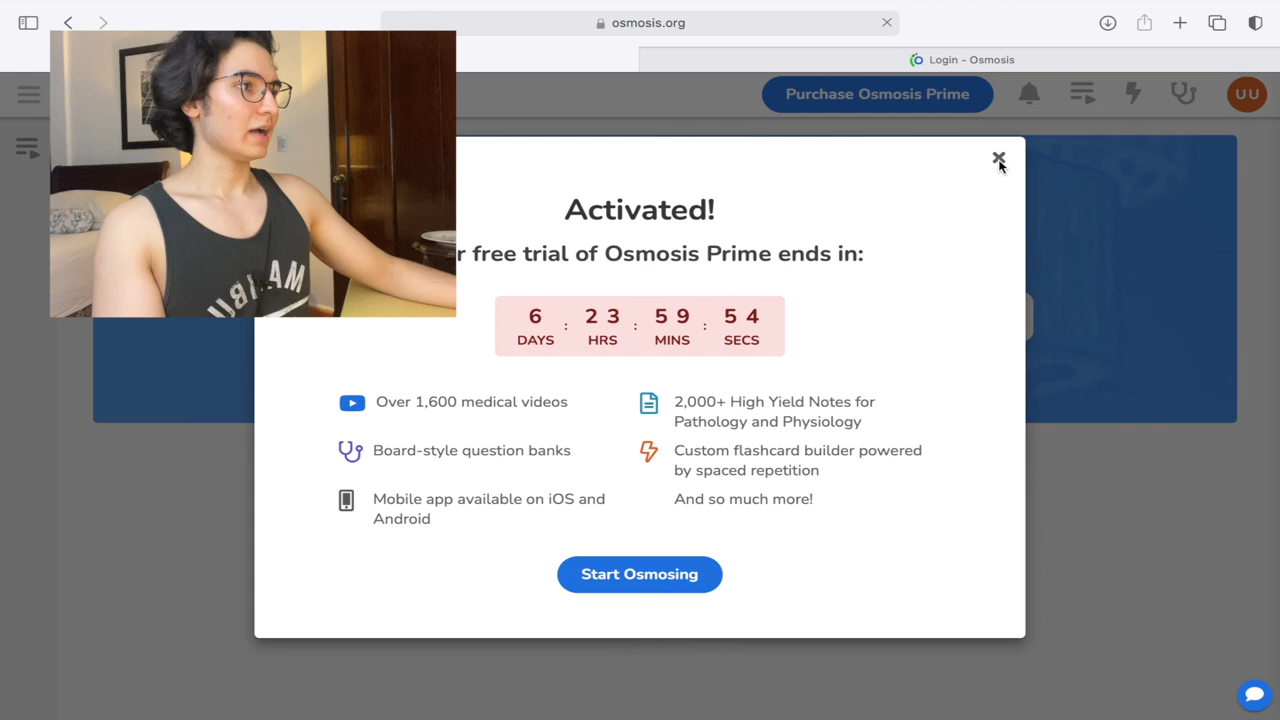 osmosis.org
Login - Osmosis
Purchase Osmosis Prime
UU
Activated!
r free trial of Osmosis Prime ends in:
6 : 23 : 59 : 54
DAYS HRS MINS SECS
Over 1,600 medical videos
Board-style question banks
Mobile app available on iOS and
Android
2,000+ High Yield Notes for
Pathology and Physiology
Custom flashcard builder powered
by spaced repetition
And so much more!
Start Osmosing